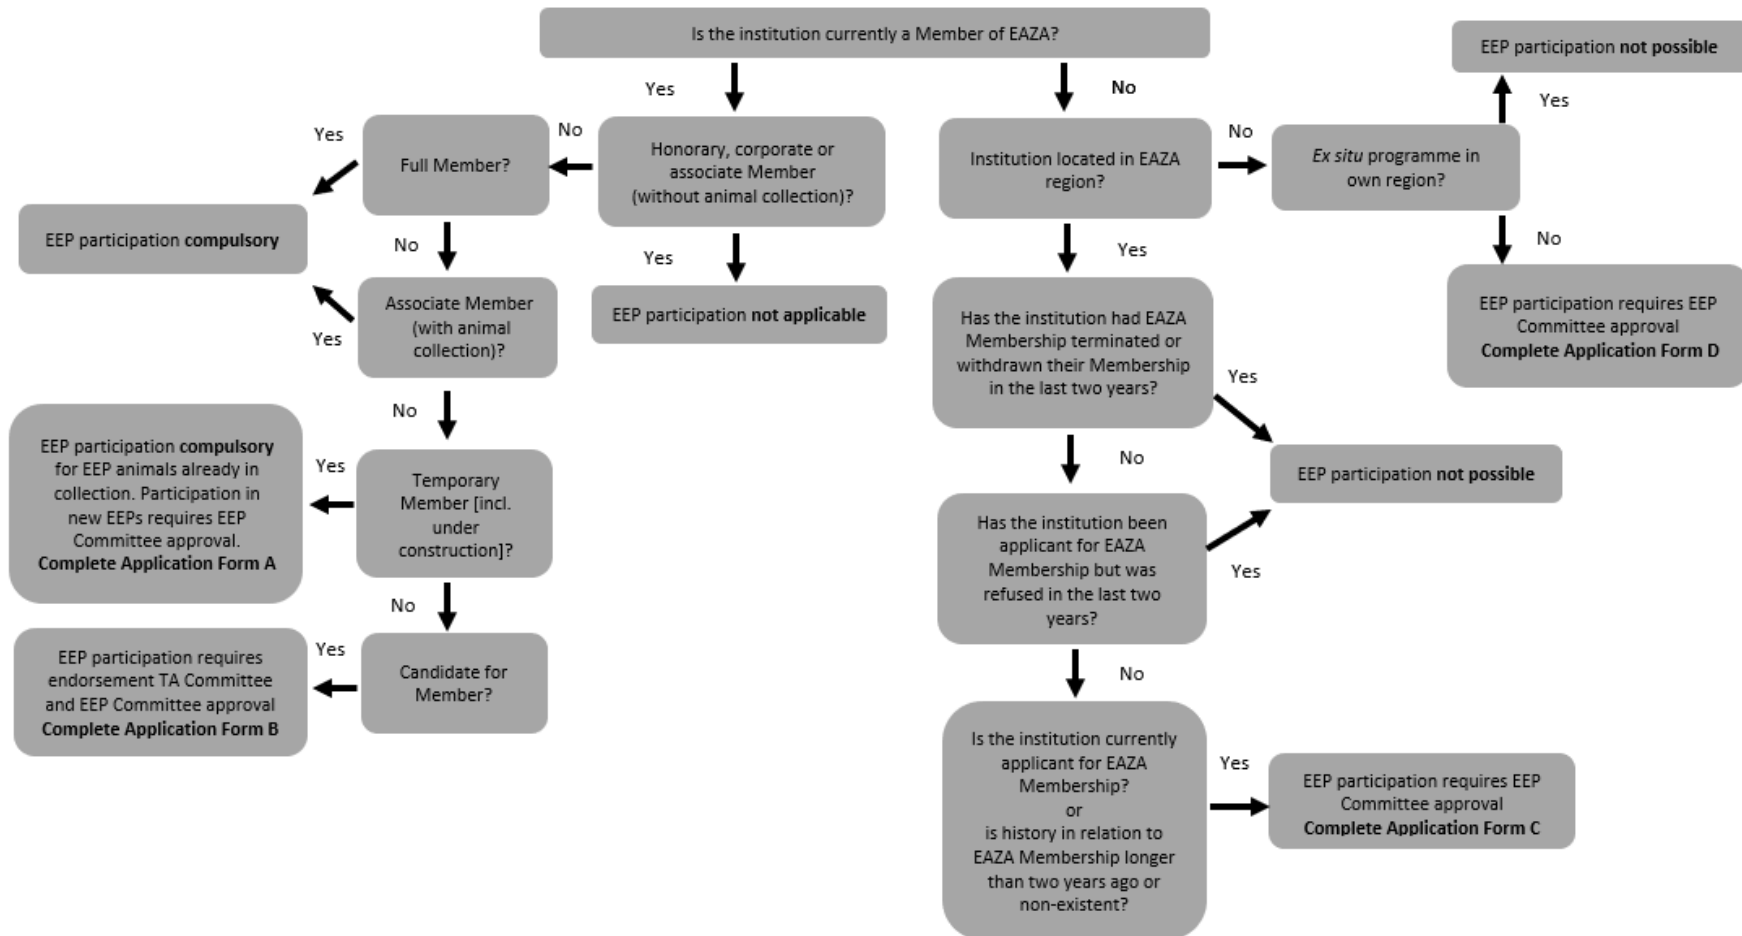 Is the institution currently a Member of EAZA?
Yes
No
EEP participation not possible
Yes
Full Member?
Yes
No
Honorary, corporate or
associate Member
(without animal collection)?
Institution located in EAZA
region?
No
Ex situ programme in
own region?
EEP participation compulsory
No
Yes
Yes
No
Associate Member
(with animal
collection)?
Yes
EEP participation not applicable
Has the institution had EAZA
Membership terminated or
withdrawn their Membership
in the last two years?
Yes
EEP participation requires EEP
Committee approval
Complete Application Form D
No
EEP participation compulsory
for EEP animals already in
collection. Participation in
new EEPs requires EEP
Committee approval.
Complete Application Form A
Yes
Temporary
Member [incl.
under
construction]?
No
EEP participation not possible
Has the institution been
applicant for EAZA
Membership but was
refused in the last two
years?
Yes
No
EEP participation requires
endorsement TA Committee
and EEP Committee approval
Complete Application Form B
Yes
Candidate for
Member?
No
Is the institution currently
applicant for EAZA
Membership?
or
is history in relation to
EAZA Membership longer
than two years ago or
non-existent?
Yes
EEP participation requires EEP
Committee approval
Complete Application Form C